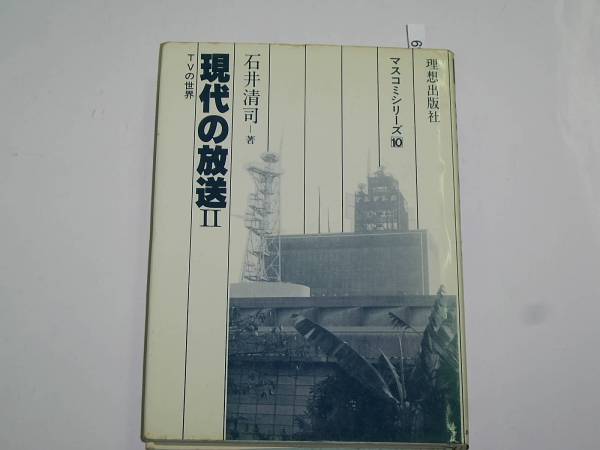 理想出版社
マスコミシリーズ10
石井清司—著
現代の放送II
TVの世界
6